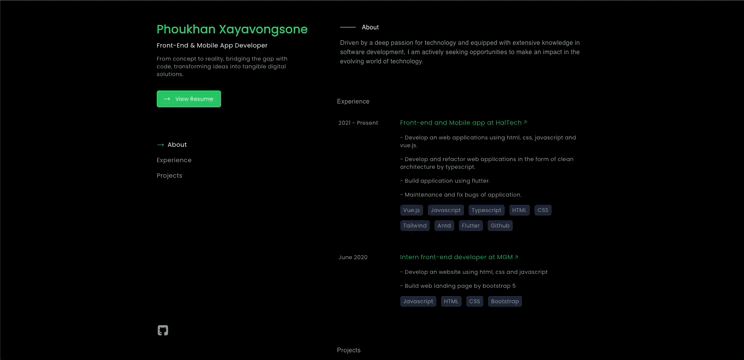 Phoukhan Xayavongsone
Front-End & Mobile App Developer
From concept to reality, bridging the gap with
code, transforming ideas into tangible digital
solutions.
→ View Resume
→ About
Experience
Projects
About
Driven by a deep passion for technology and equipped with extensive knowledge in
software development, I am actively seeking opportunities to make an impact in the
evolving world of technology.
Experience
2021 - Present
Front-end and Mobile app at HalTech ↗
- Develop an web applications using html, css, javascript and
vue.js.
- Develop and refactor web applications in the form of clean
architecture by typescript.
- Build application using flutter.
- Maintenance and fix bugs of application.
Vue.js Javascript Typescript HTML CSS
Tailwind Antd Flutter Github
June 2020
Intern front-end developer at MGM ↗
- Develop an website using html, css and javascript
- Build web landing page by bootstrap 5
Javascript HTML CSS Bootstrap
Projects